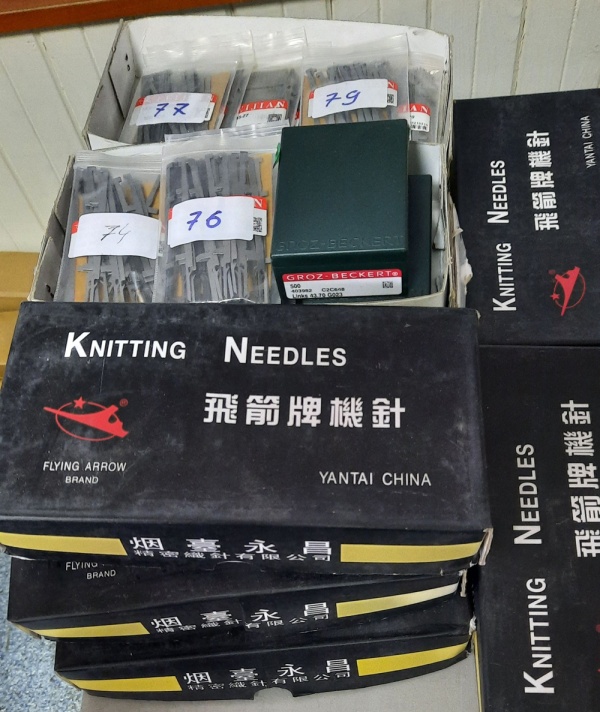 77
79
74
76
GROZ-BECKERT
GROZ-BECKERT®
500
KNITTING NEEDLES
飛箭牌機針
®
FLYING ARROW
BRAND
YANTAI CHINA
烟臺永昌
精密織針有限公司
BRAND
烟臺永昌
精密織針有限公司
烟臺永昌
精密織針有限公司
KNITTING NEEDLES
飛箭牌機針
YANTAI CHINA
KNITTING NEEDLES
飛箭牌機針